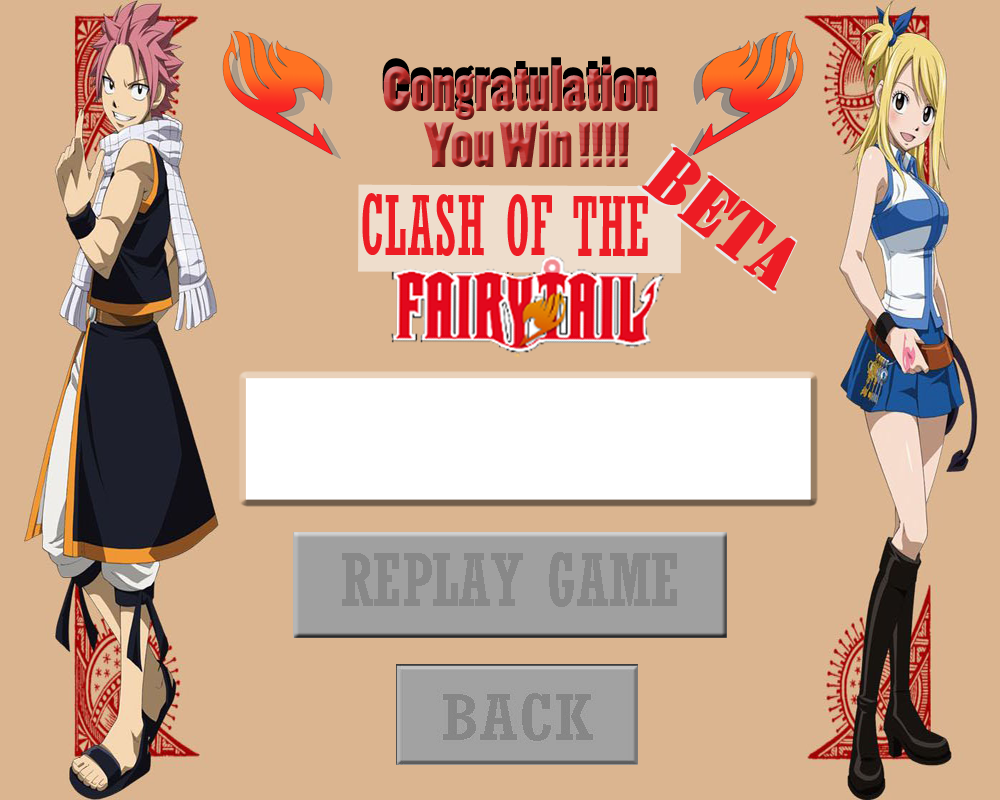 Congratulation
You Win !!!!
CLASH OF THE
BETA
FAIRY TAIL
REPLAY GAME
BACK